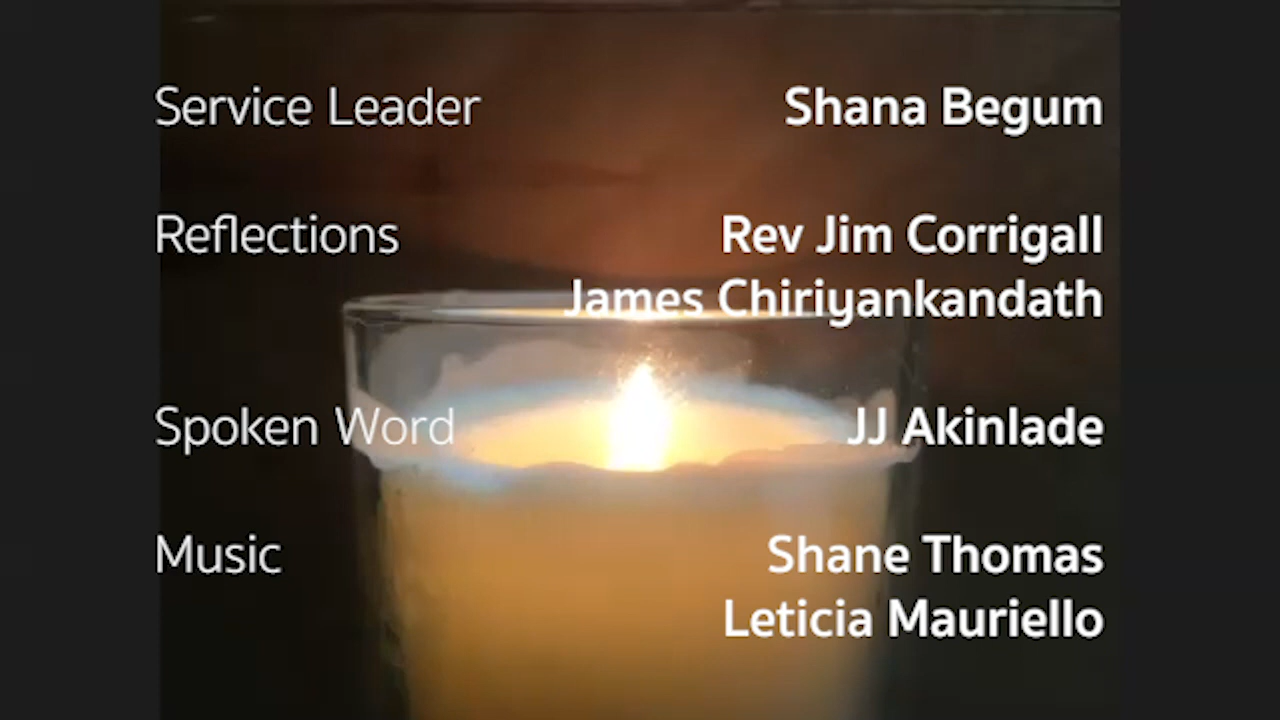 Service Leader Shana Begum
Reflections Rev Jim Corrigall
James Chiriyankandath
Spoken Word JJ Akinlade
Music Shane Thomas
Leticia Mauriello